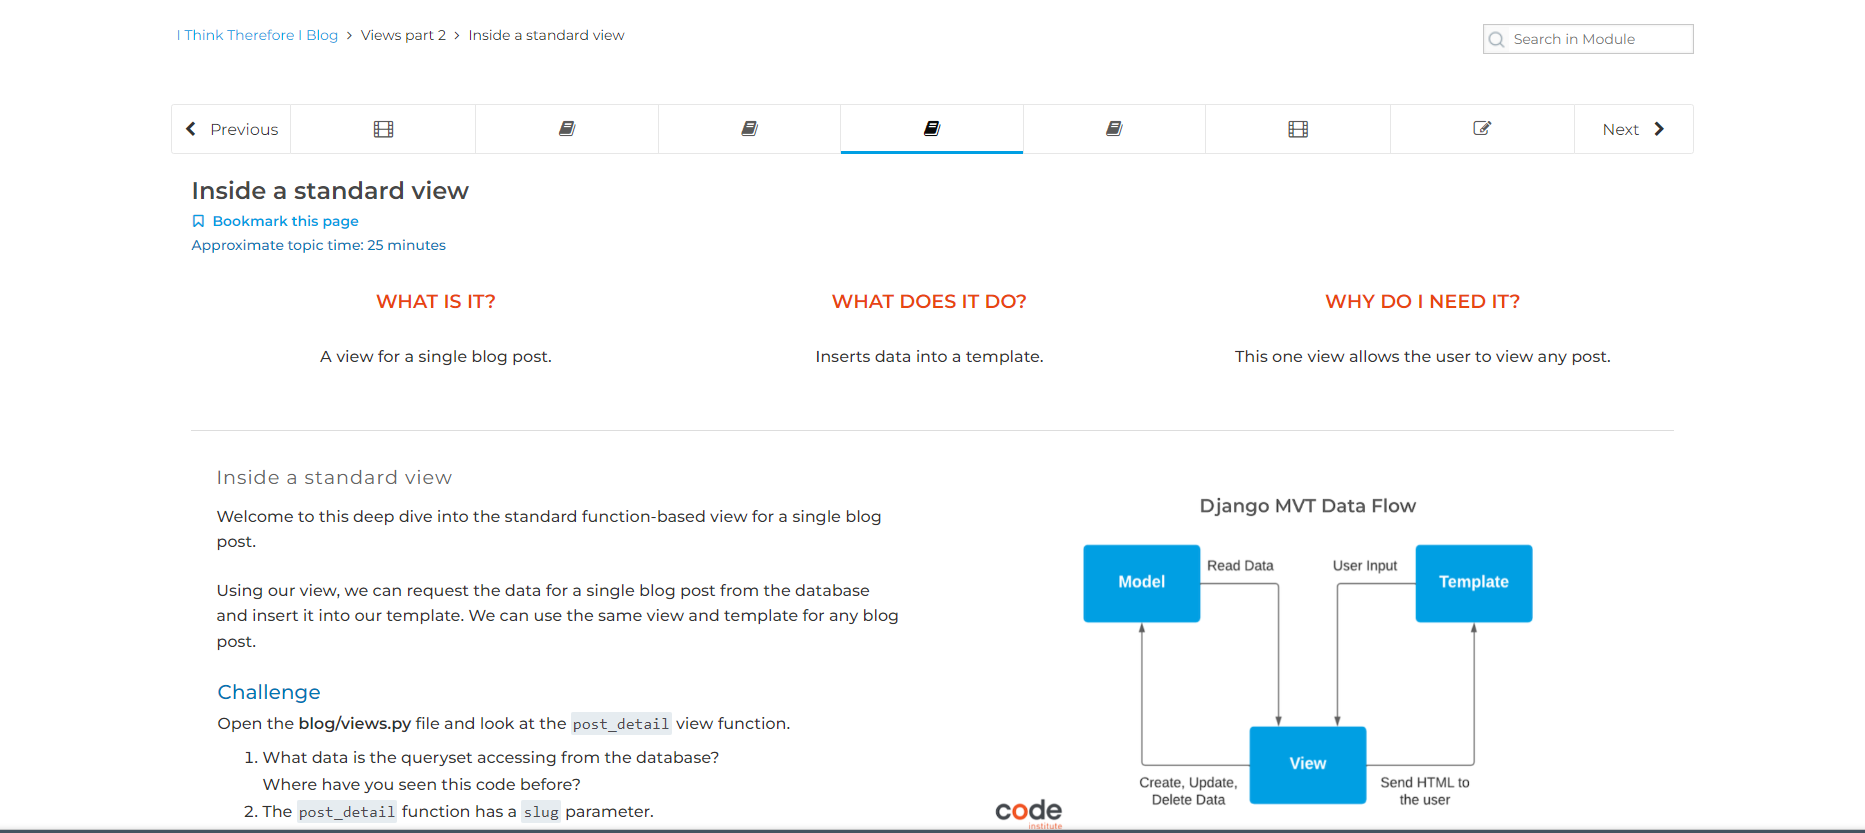 I Think Therefore I Blog > Views part 2 > Inside a standard view
Search in Module
Previous
Next
Inside a standard view
Bookmark this page
Approximate topic time: 25 minutes
WHAT IS IT?
A view for a single blog post.
WHAT DOES IT DO?
Inserts data into a template.
WHY DO I NEED IT?
This one view allows the user to view any post.
Inside a standard view
Welcome to this deep dive into the standard function-based view for a single blog
post.
Using our view, we can request the data for a single blog post from the database
and insert it into our template. We can use the same view and template for any blog
post.
Challenge
Open the blog/views.py file and look at the post_detail view function.
1. What data is the queryset accessing from the database?
Where have you seen this code before?
2. The post_detail function has a slug parameter.
Django MVT Data Flow
Model
Read Data
User Input
Template
View
Create, Update,
Delete Data
Send HTML to
the user
code
institute